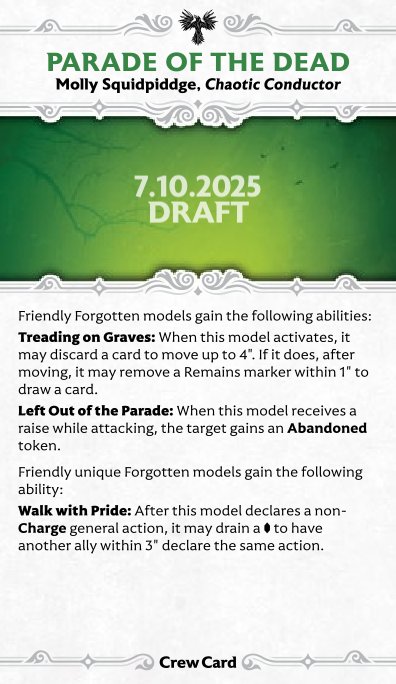 PARADE OF THE DEAD
Molly Squidpiddge, Chaotic Conductor
7.10.2025
DRAFT
Friendly Forgotten models gain the following abilities:
Treading on Graves: When this model activates, it
may discard a card to move up to 4". If it does, after
moving, it may remove a Remains marker within 1" to
draw a card.
Left Out of the Parade: When this model receives a
raise while attacking, the target gains an Abandoned
token.
Friendly unique Forgotten models gain the following
ability:
Walk with Pride: After this model declares a non-
Charge general action, it may drain a to have
another ally within 3" declare the same action.
Crew Card